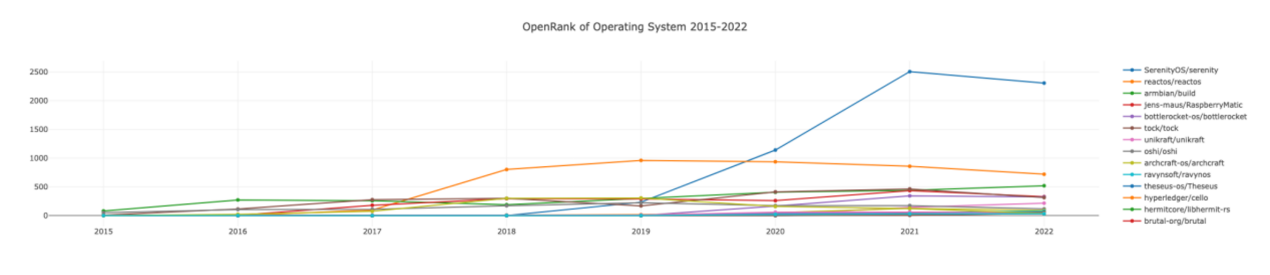 OpenRank of Operating System 2015-2022
2500
2000
1500
1000
500
0
2015 2016 2017 2018 2019 2020 2021 2022
SerenityOS/serenity
reactos/reactos
armbian/build
jens-maus/RaspberryMatic
bottlerocket-os/bottlerocket
tock/tock
unikraft/unikraft
oshi/oshi
archcraft-os/archcraft
ravynsoft/ravynos
theseus-os/Theseus
hyperledger/cello
hermitcore/libhermit-rs
brutal-org/brutal